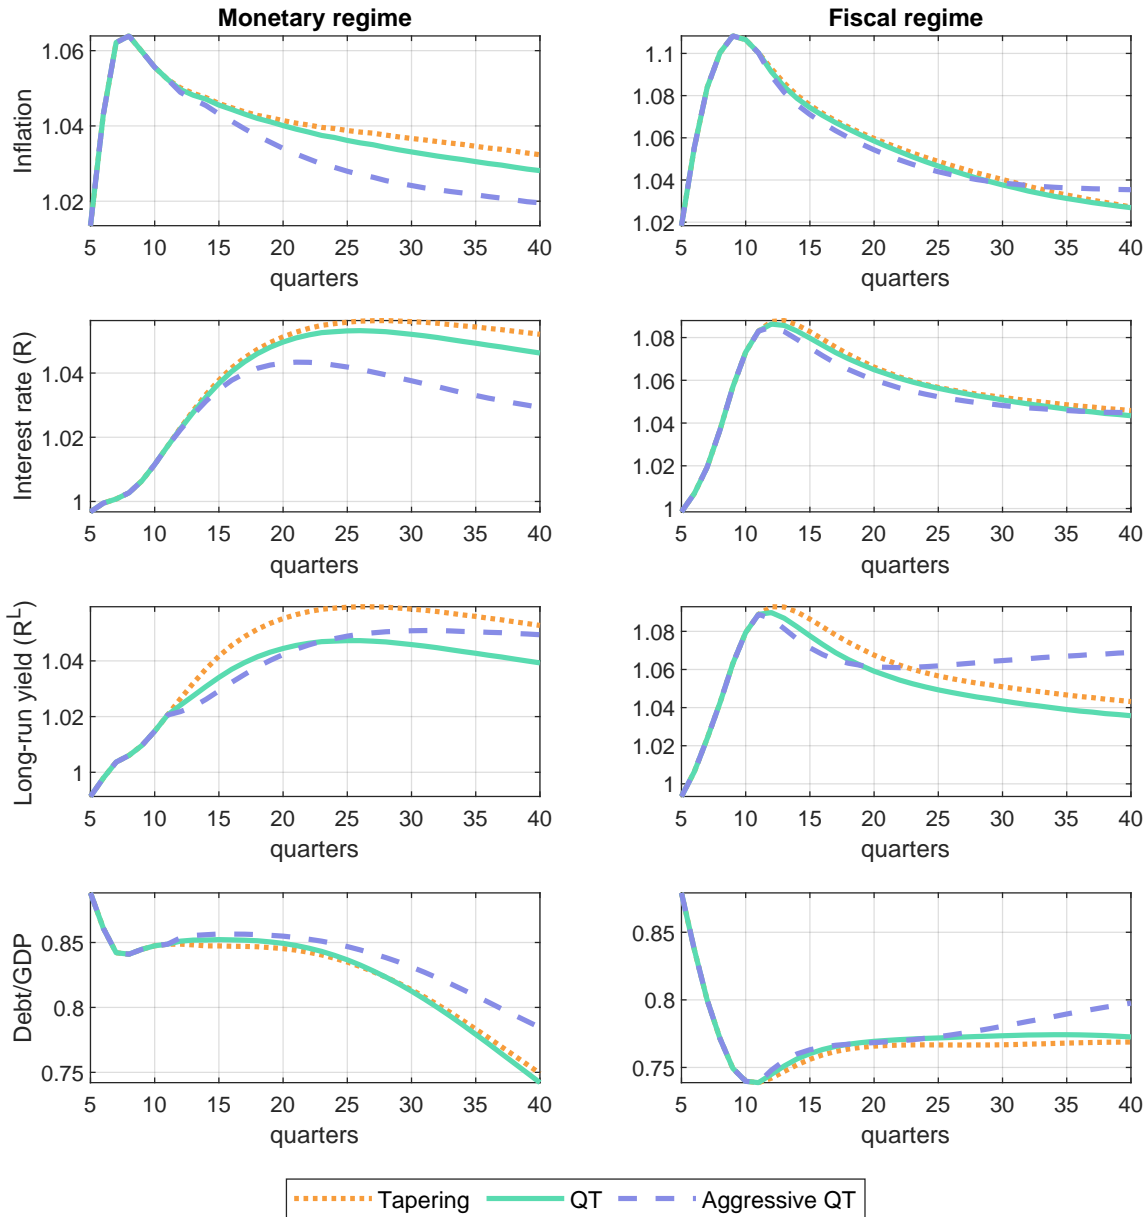 Monetary regime
Fiscal regime
Inflation
1.06
1.04
1.02
5 10 15 20 25 30 35 40
quarters
1.1
1.08
1.06
1.04
1.02
5 10 15 20 25 30 35 40
quarters
Interest rate (R)
1.04
1.02
1
5 10 15 20 25 30 35 40
quarters
1.08
1.06
1.04
1.02
1
5 10 15 20 25 30 35 40
quarters
Long-run yield (R^L)
1.04
1.02
1
5 10 15 20 25 30 35 40
quarters
1.08
1.06
1.04
1.02
1
5 10 15 20 25 30 35 40
quarters
Debt/GDP
0.85
0.8
0.75
5 10 15 20 25 30 35 40
quarters
0.85
0.8
0.75
5 10 15 20 25 30 35 40
quarters
Tapering QT Aggressive QT